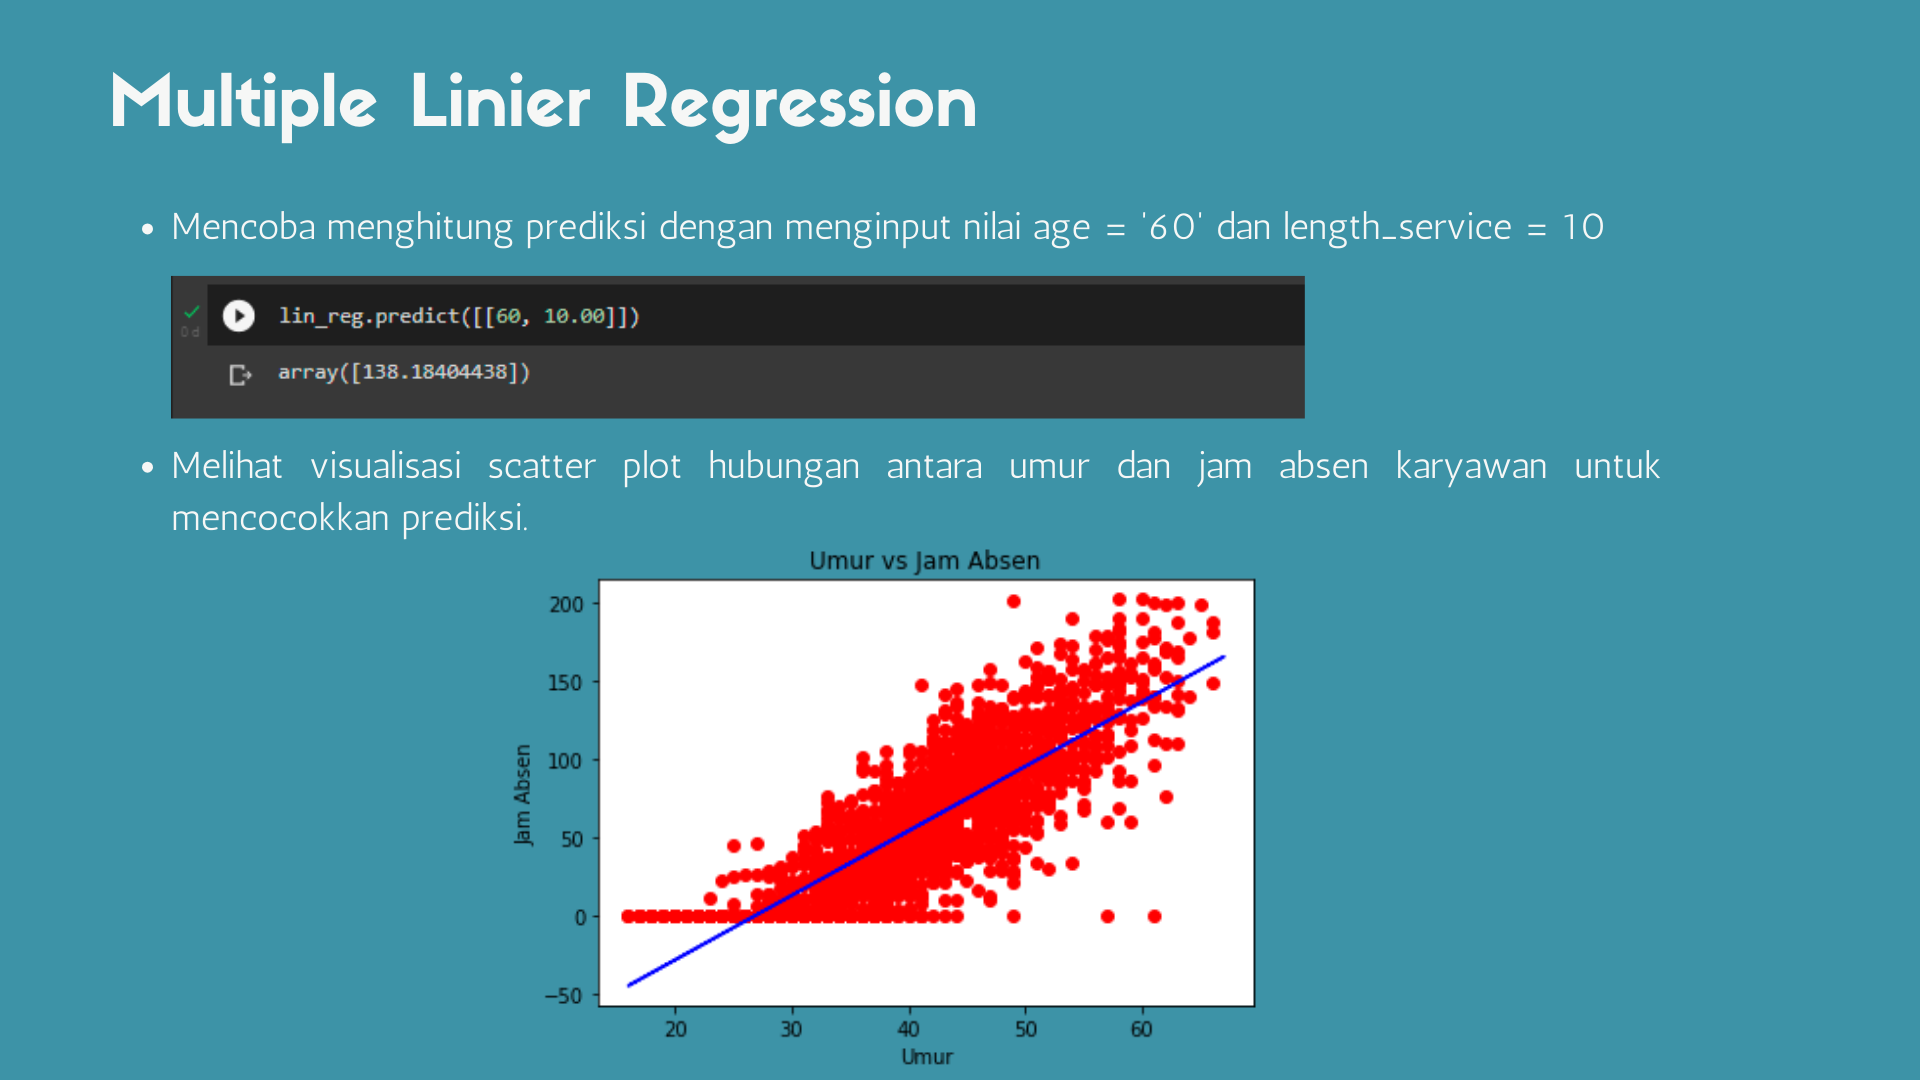 Multiple Linier Regression
• Mencoba menghitung prediksi dengan menginput nilai age = '60' dan length_service = 10
lin_reg.predict([[60, 10.00]])
0 d
array([138.18404438])
• Melihat visualisasi scatter plot hubungan antara umur dan jam absen karyawan untuk
mencocokkan prediksi.
Umur vs Jam Absen
200
150
100
50
0
−50
Jam Absen
20 30 40 50 60
Umur